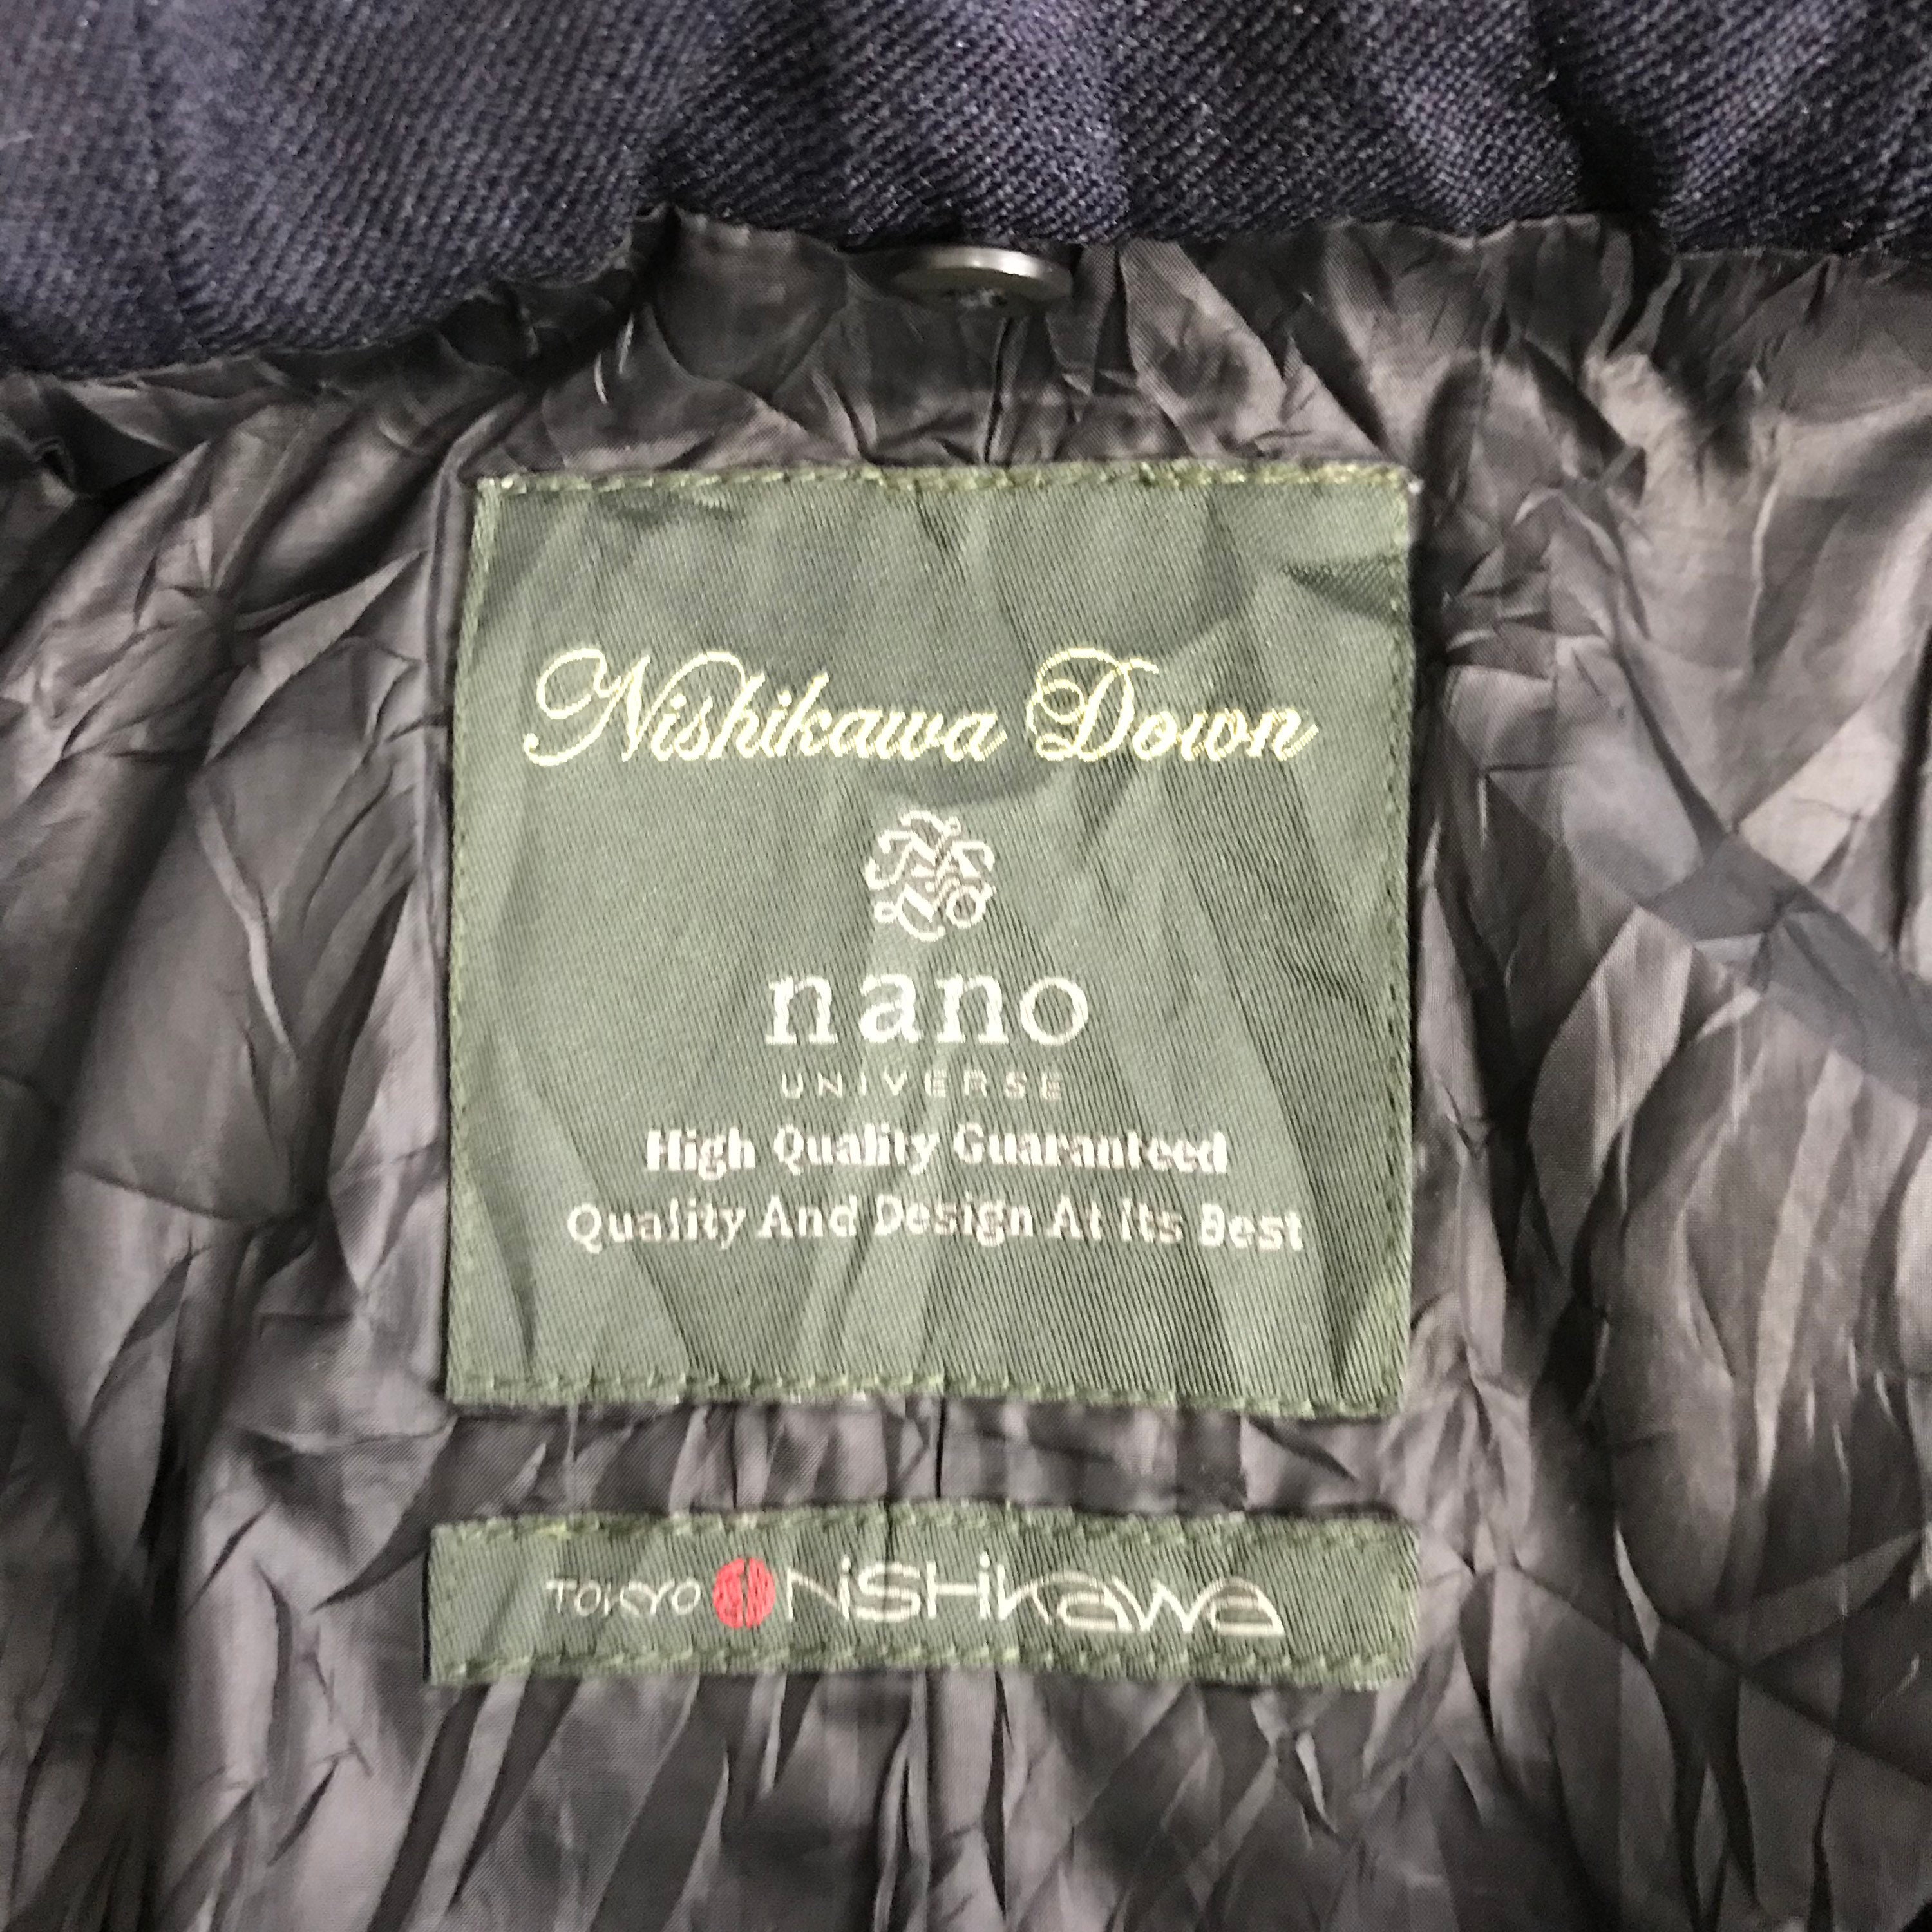 Nishikawa Down
nano
UNIVERSE
High Quality Guaranteed
Quality And Design At Its Best
TOKYO NiSHiKawa